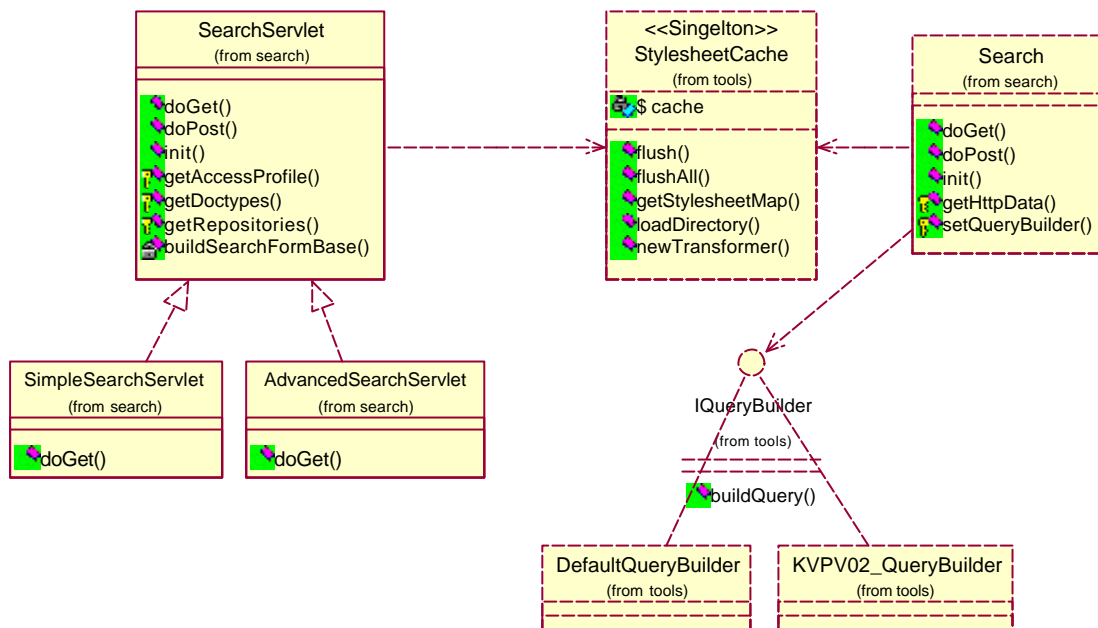 SearchServlet
(from search)
doGet()
doPost()
init()
getAccessProfile()
getDoctypes()
getRepositories()
buildSearchFormBase()
<<Singelton>>
StylesheetCache
(from tools)
$ cache
flush()
flushAll()
getStylesheetMap()
loadDirectory()
newTransformer()
Search
(from search)
doGet()
doPost()
init()
getHttpData()
setQueryBuilder()
SimpleSearchServlet
(from search)
doGet()
AdvancedSearchServlet
(from search)
doGet()
IQueryBuilder
(from tools)
buildQuery()
DefaultQueryBuilder
(from tools)
KVPV02_QueryBuilder
(from tools)